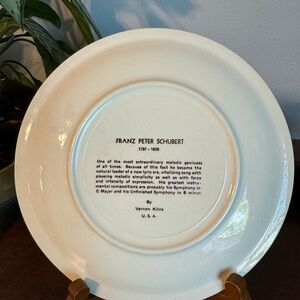 FRANZ PETER SCHUBERT
1797 - 1828
One of the most extraordinary melodic geniuses
of all times. Because of this fact he became the
natural leader of a new lyric era, vitalizing song with
pleasing melodic simplicity as well as with force
and intensity of expression. His greatest instru-
mental compositions are probably his Symphony in
C Major and his Unfinished Symphony in B minor.
By
Vernon Kilns
U. S. A.